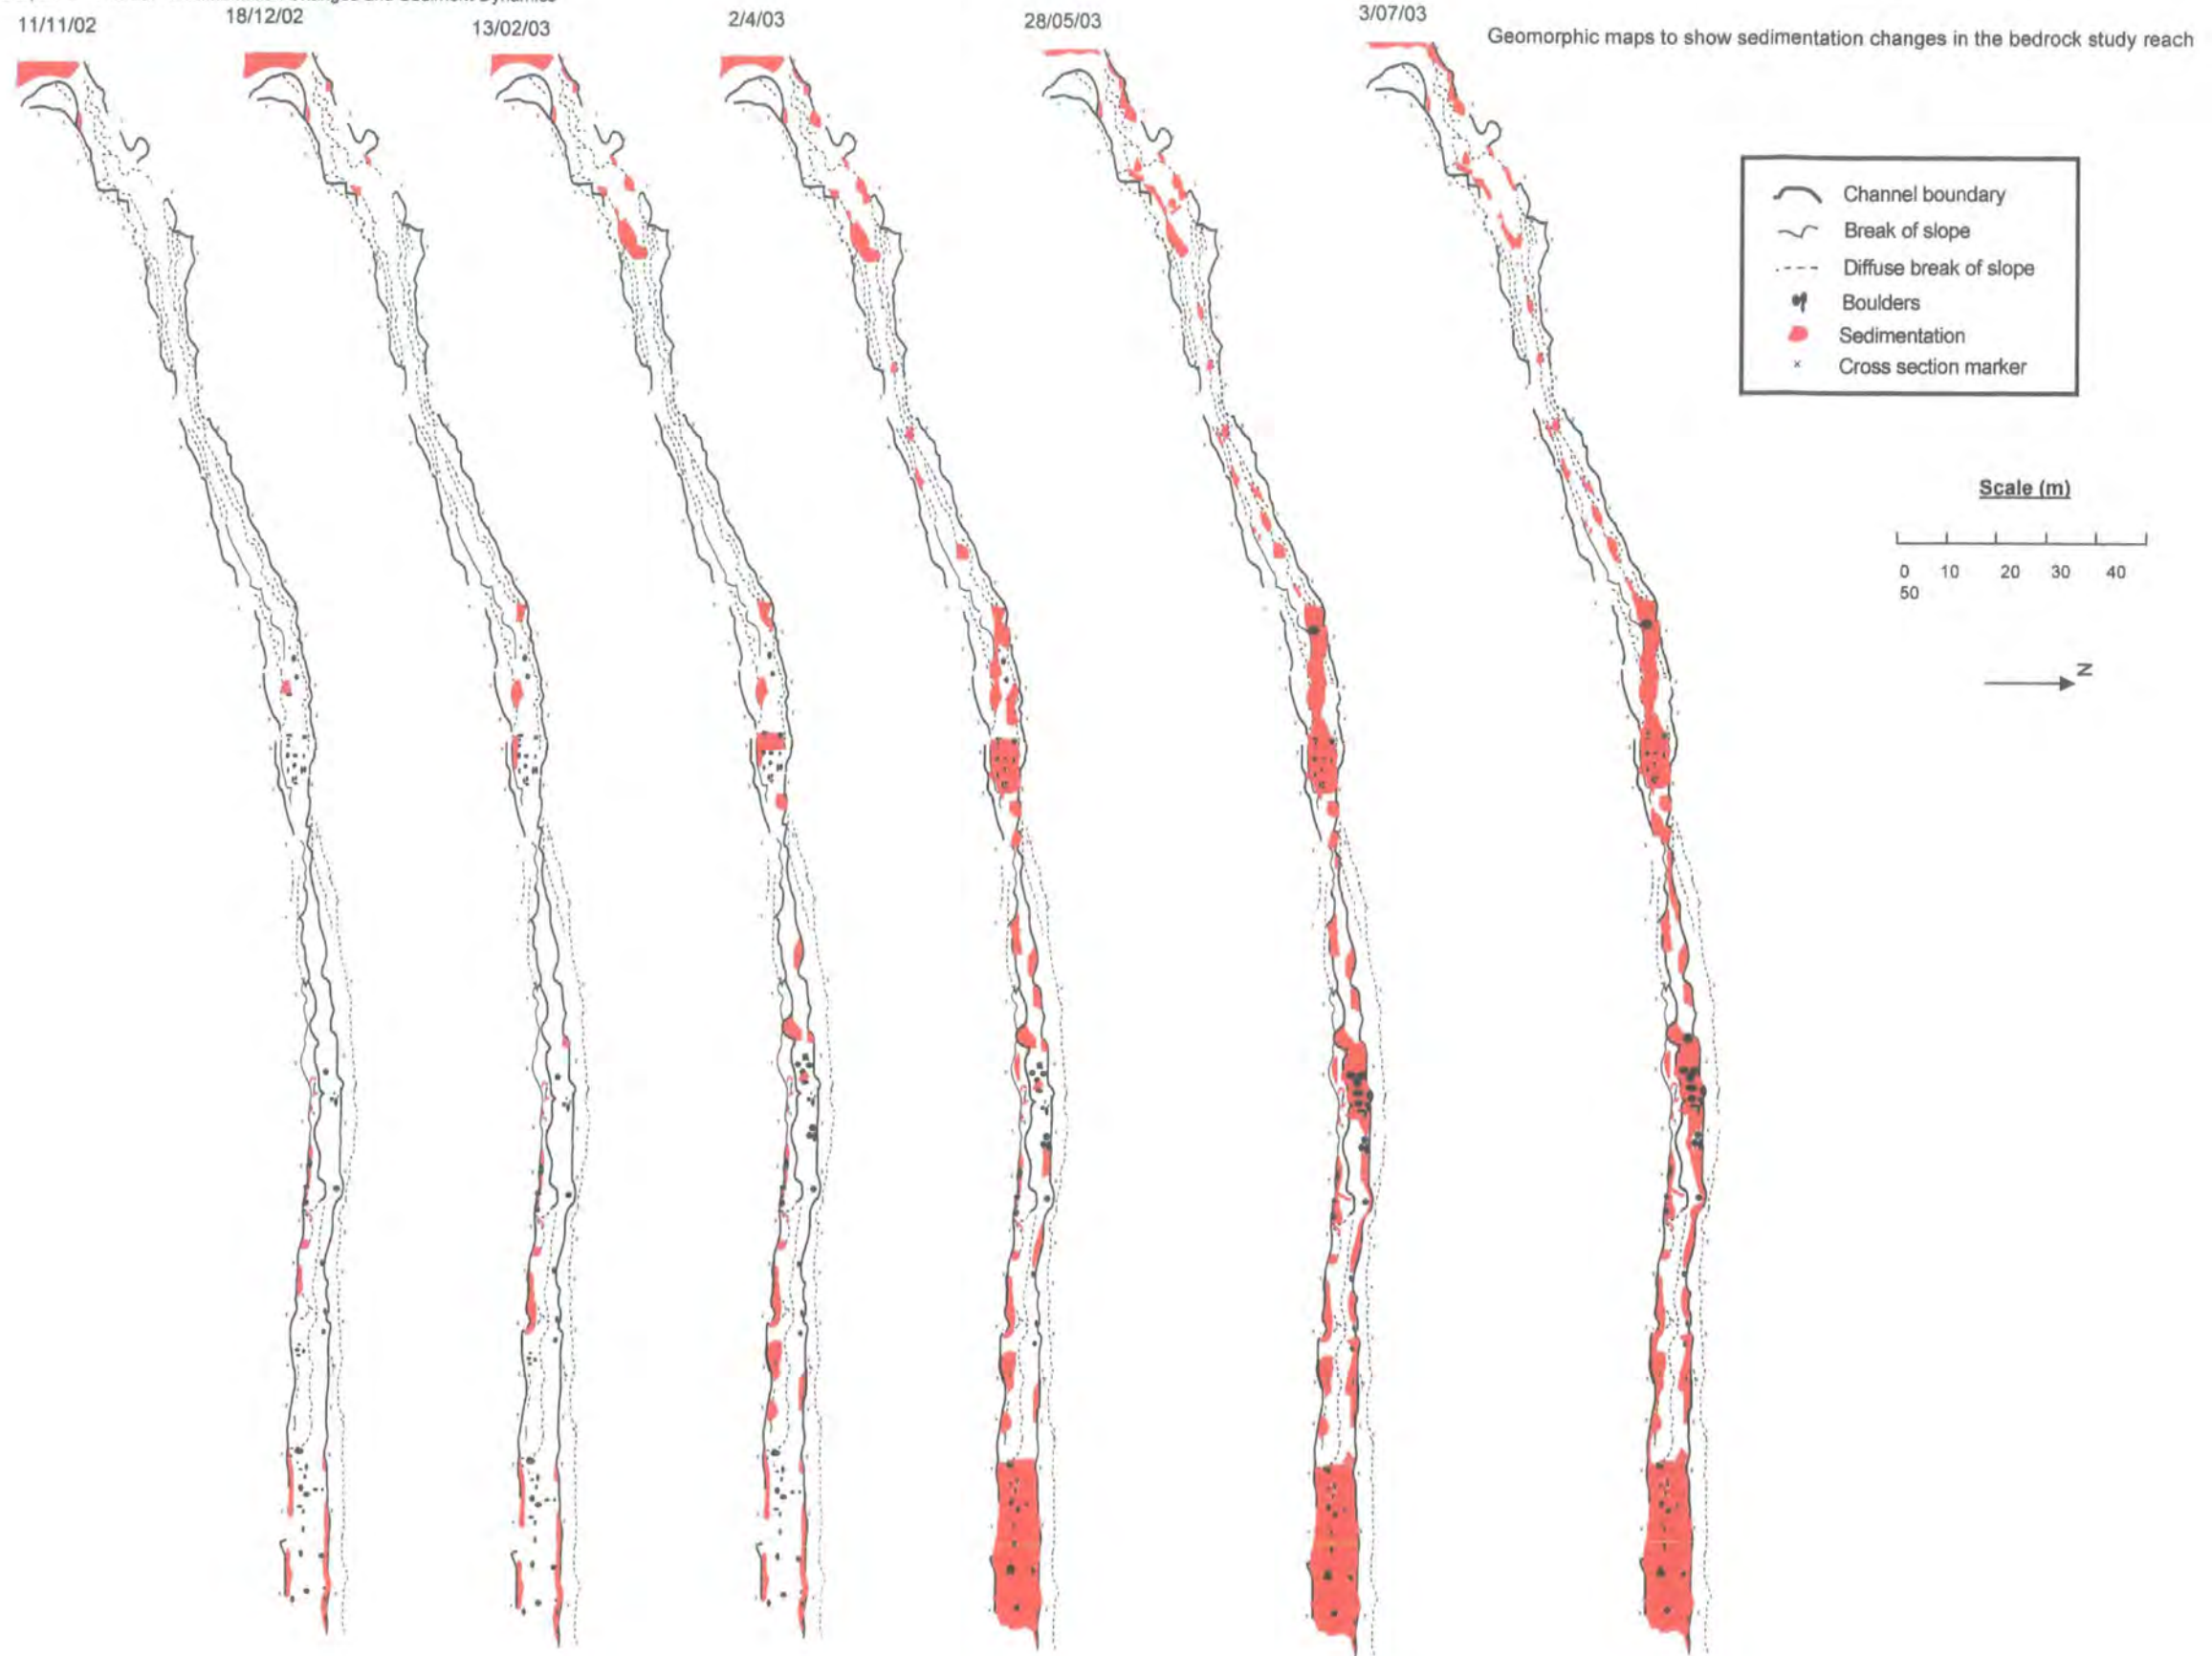 11/11/02
18/12/02
13/02/03
2/4/03
28/05/03
3/07/03
Geomorphic maps to show sedimentation changes in the bedrock study reach
Channel boundary
Break of slope
Diffuse break of slope
Boulders
Sedimentation
Cross section marker
Scale (m)
0 10 20 30 40
50
N